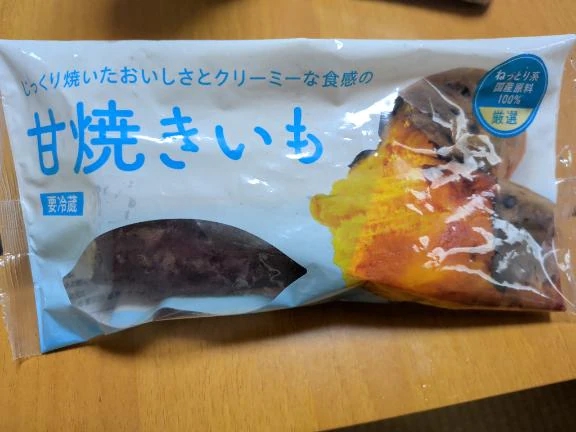 じっくり焼いたおいしさとクリーミーな食感の
甘焼きいも
要冷蔵
ねっとり系
国産原料
100%
厳選